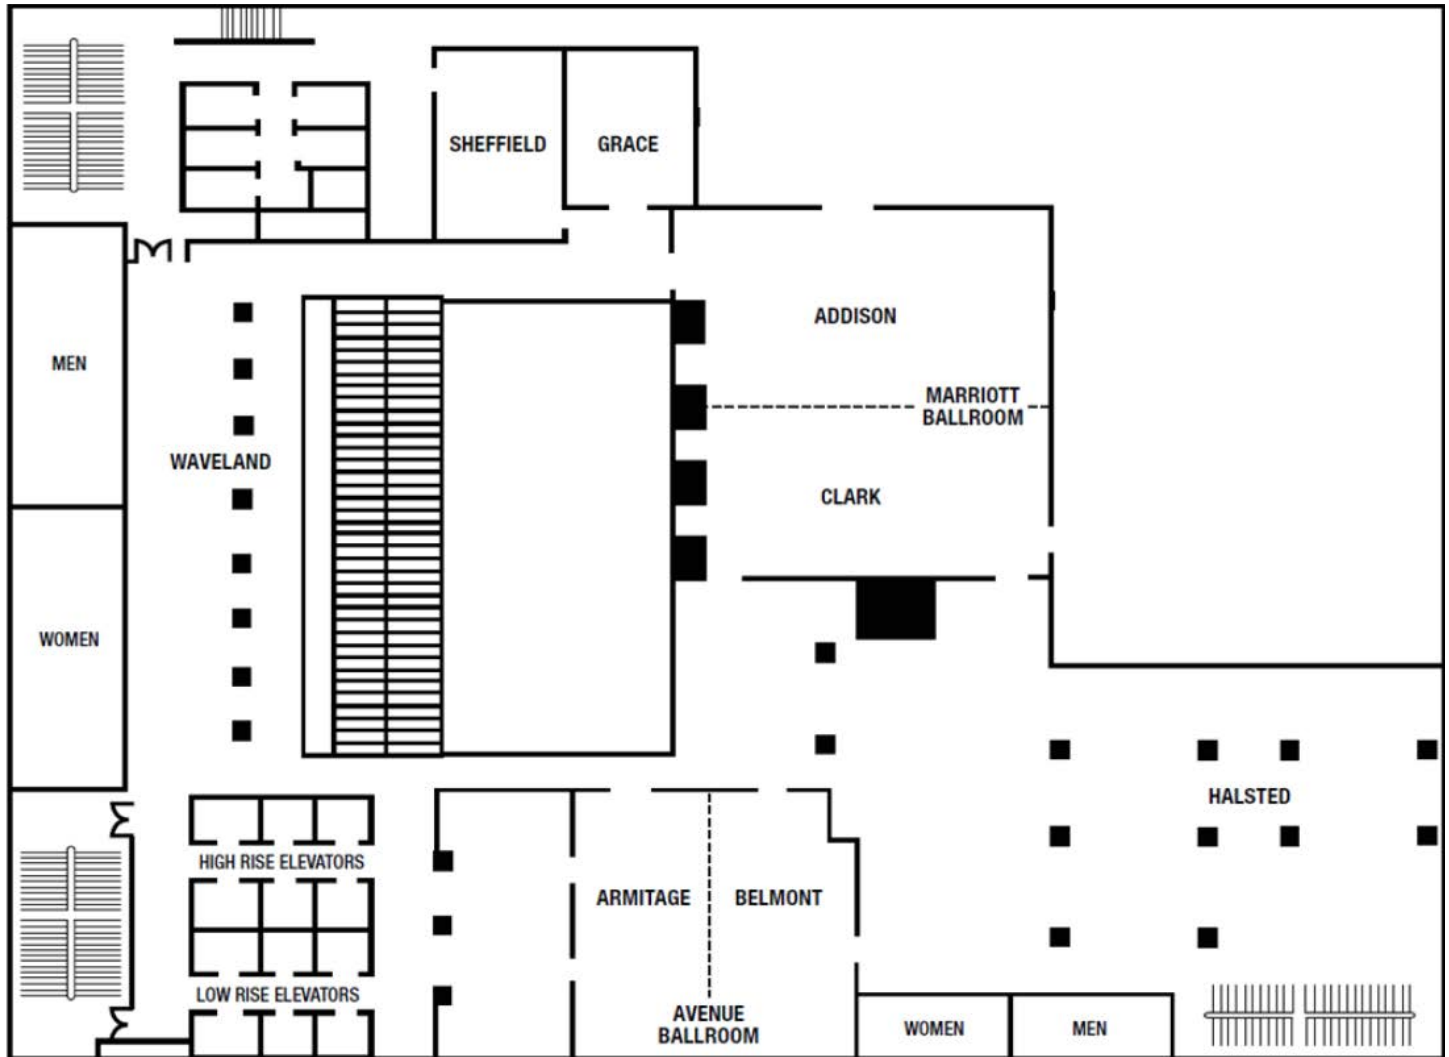 SHEFFIELD
GRACE
ADDISON
MEN
MARRIOTT
BALLROOM
WAVELAND
CLARK
WOMEN
HALSTED
HIGH RISE ELEVATORS
ARMITAGE
BELMONT
LOW RISE ELEVATORS
AVENUE
BALLROOM
WOMEN
MEN